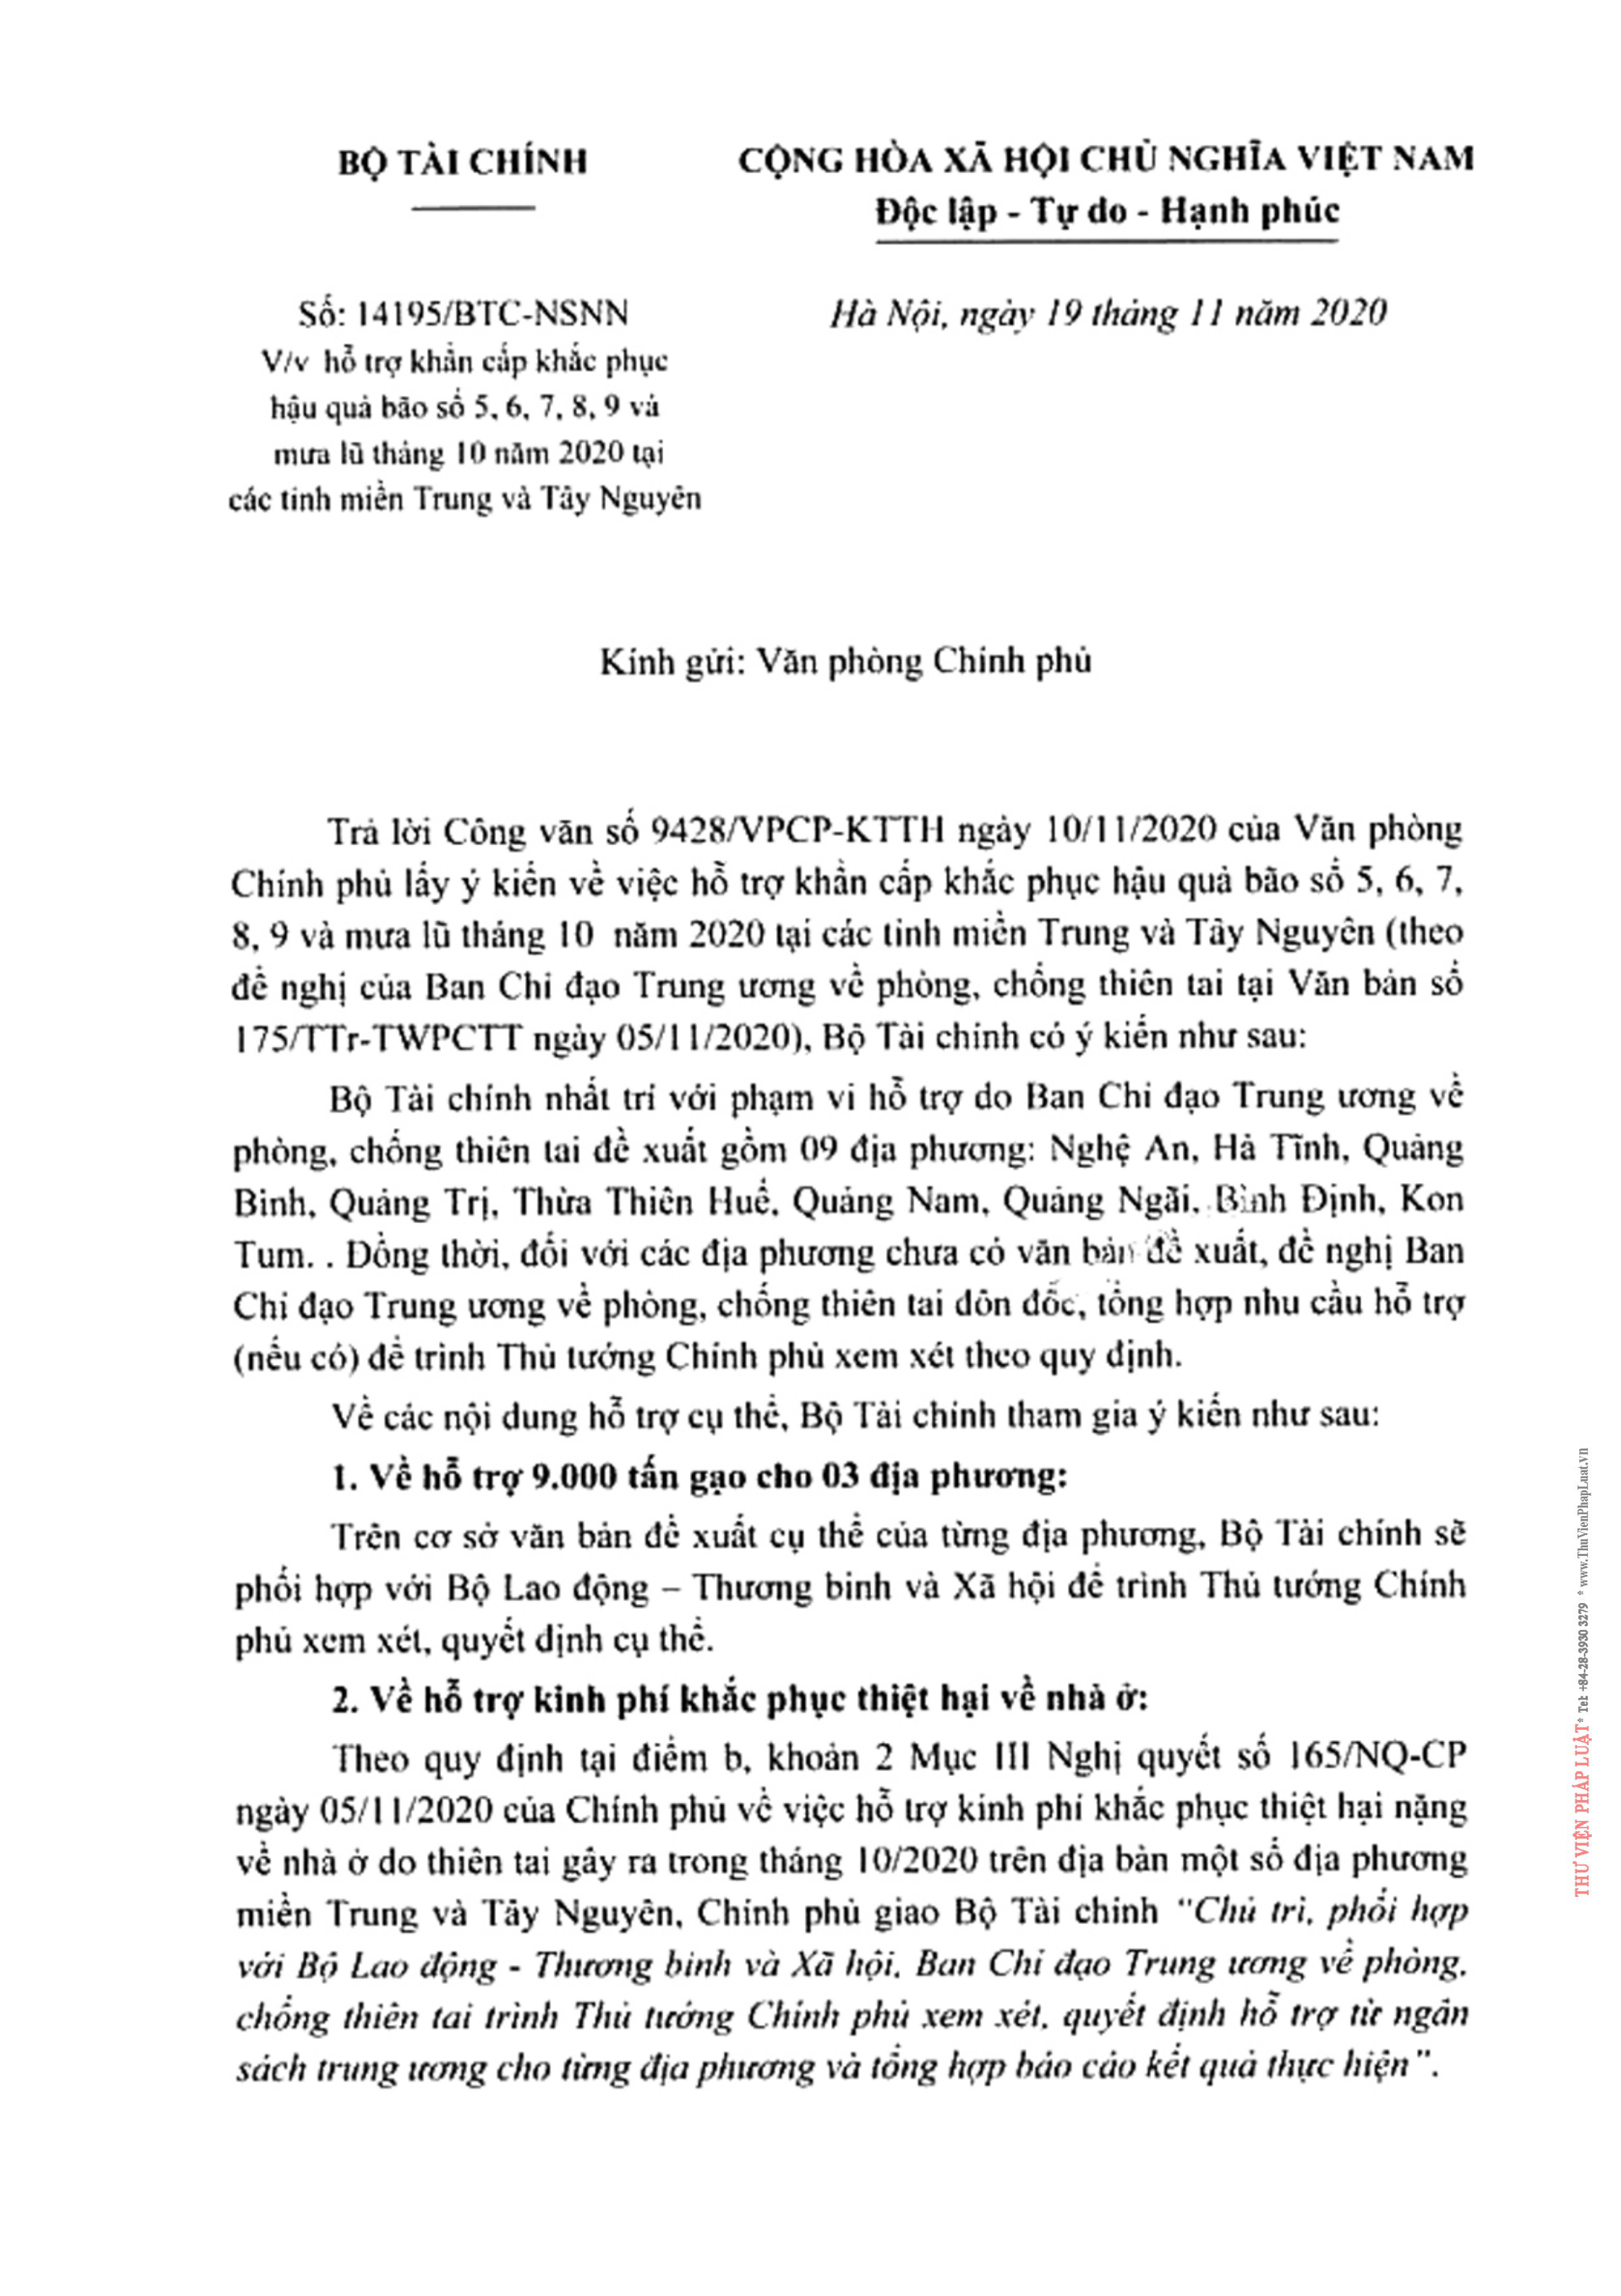 BỘ TÀI CHÍNH
CỘNG HÒA XÃ HỘI CHỦ NGHĨA VIỆT NAM
Độc lập - Tự do - Hạnh phúc
Số: 14195/BTC-NSNN
Hà Nội, ngày 19 tháng 11 năm 2020
V/v hỗ trợ khẩn cấp khắc phục
hậu quả bão số 5, 6, 7, 8, 9 và
mưa lũ tháng 10 năm 2020 tại
các tỉnh miền Trung và Tây Nguyên
Kính gửi: Văn phòng Chính phủ
Trả lời Công văn số 9428/VPCP-KTTH ngày 10/11/2020 của Văn phòng
Chính phủ lấy ý kiến về việc hỗ trợ khẩn cấp khắc phục hậu quả bão số 5, 6, 7,
8, 9 và mưa lũ tháng 10 năm 2020 tại các tỉnh miền Trung và Tây Nguyên (theo
đề nghị của Ban Chỉ đạo Trung ương về phòng, chống thiên tai tại Văn bản số
175/TTr-TWPCTT ngày 05/11/2020), Bộ Tài chính có ý kiến như sau:
Bộ Tài chính nhất trí với phạm vi hỗ trợ do Ban Chỉ đạo Trung ương về
phòng, chống thiên tai đề xuất gồm 09 địa phương: Nghệ An, Hà Tĩnh, Quảng
Bình, Quảng Trị, Thừa Thiên Huế, Quảng Nam, Quảng Ngãi, Bình Định, Kon
Tum. . Đồng thời, đối với các địa phương chưa có văn bản đề xuất, đề nghị Ban
Chỉ đạo Trung ương về phòng, chống thiên tai đôn đốc, tổng hợp nhu cầu hỗ trợ
(nếu có) để trình Thủ tướng Chính phủ xem xét theo quy định.
Về các nội dung hỗ trợ cụ thể, Bộ Tài chính tham gia ý kiến như sau:
1. Về hỗ trợ 9.000 tấn gạo cho 03 địa phương:
Trên cơ sở văn bản đề xuất cụ thể của từng địa phương, Bộ Tài chính sẽ
phối hợp với Bộ Lao động – Thương binh và Xã hội để trình Thủ tướng Chính
phủ xem xét, quyết định cụ thể.
2. Về hỗ trợ kinh phí khắc phục thiệt hại về nhà ở:
Theo quy định tại điểm b, khoản 2 Mục III Nghị quyết số 165/NQ-CP
ngày 05/11/2020 của Chính phủ về việc hỗ trợ kinh phí khắc phục thiệt hại nặng
về nhà ở do thiên tai gây ra trong tháng 10/2020 trên địa bàn một số địa phương
miền Trung và Tây Nguyên, Chính phủ giao Bộ Tài chính "Chủ trì, phối hợp
với Bộ Lao động - Thương binh và Xã hội, Ban Chỉ đạo Trung ương về phòng,
chống thiên tai trình Thủ tướng Chính phủ xem xét, quyết định hỗ trợ từ ngân
sách trung ương cho từng địa phương và tổng hợp báo cáo kết quả thực hiện".
THƯ VIỆN PHÁP LUẬT * Tel: +84-28-3930 3279 * www.ThuVienPhapLuat.vn